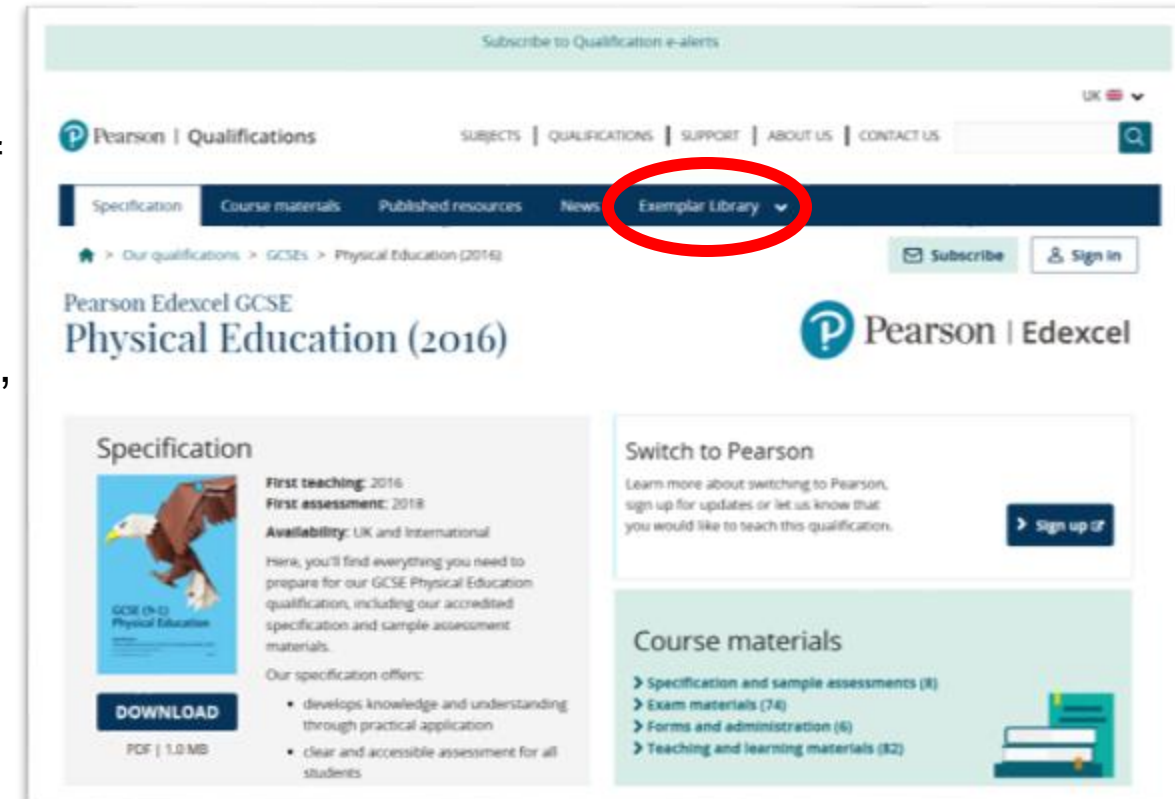 Subscribe to Qualification e-alerts
UK
Pearson | Qualifications
SUBJECTS | QUALIFICATIONS | SUPPORT | ABOUT US | CONTACT US
Specification Course materials Published resources News Exemplar Library
> Our qualifications > GCSEs > Physical Education (2016)
Subscribe
Sign in
Pearson Edexcel GCSE
Physical Education (2016)
Pearson | Edexcel
,
Specification
GCSE (9-1)
Physical Education
DOWNLOAD
PDF | 1.0 MB
First teaching: 2016
First assessment: 2018
Availability: UK and International
Here, you'll find everything you need to
prepare for our GCSE Physical Education
qualification, including our accredited
specification and sample assessment
materials.
Our specification offers:
• develops knowledge and understanding
through practical application
• clear and accessible assessment for all
students
Switch to Pearson
Learn more about switching to Pearson,
sign up for updates or let us know that
you would like to teach this qualification.
> Sign up
Course materials
> Specification and sample assessments (8)
> Exam materials (74)
> Forms and administration (6)
> Teaching and learning materials (82)